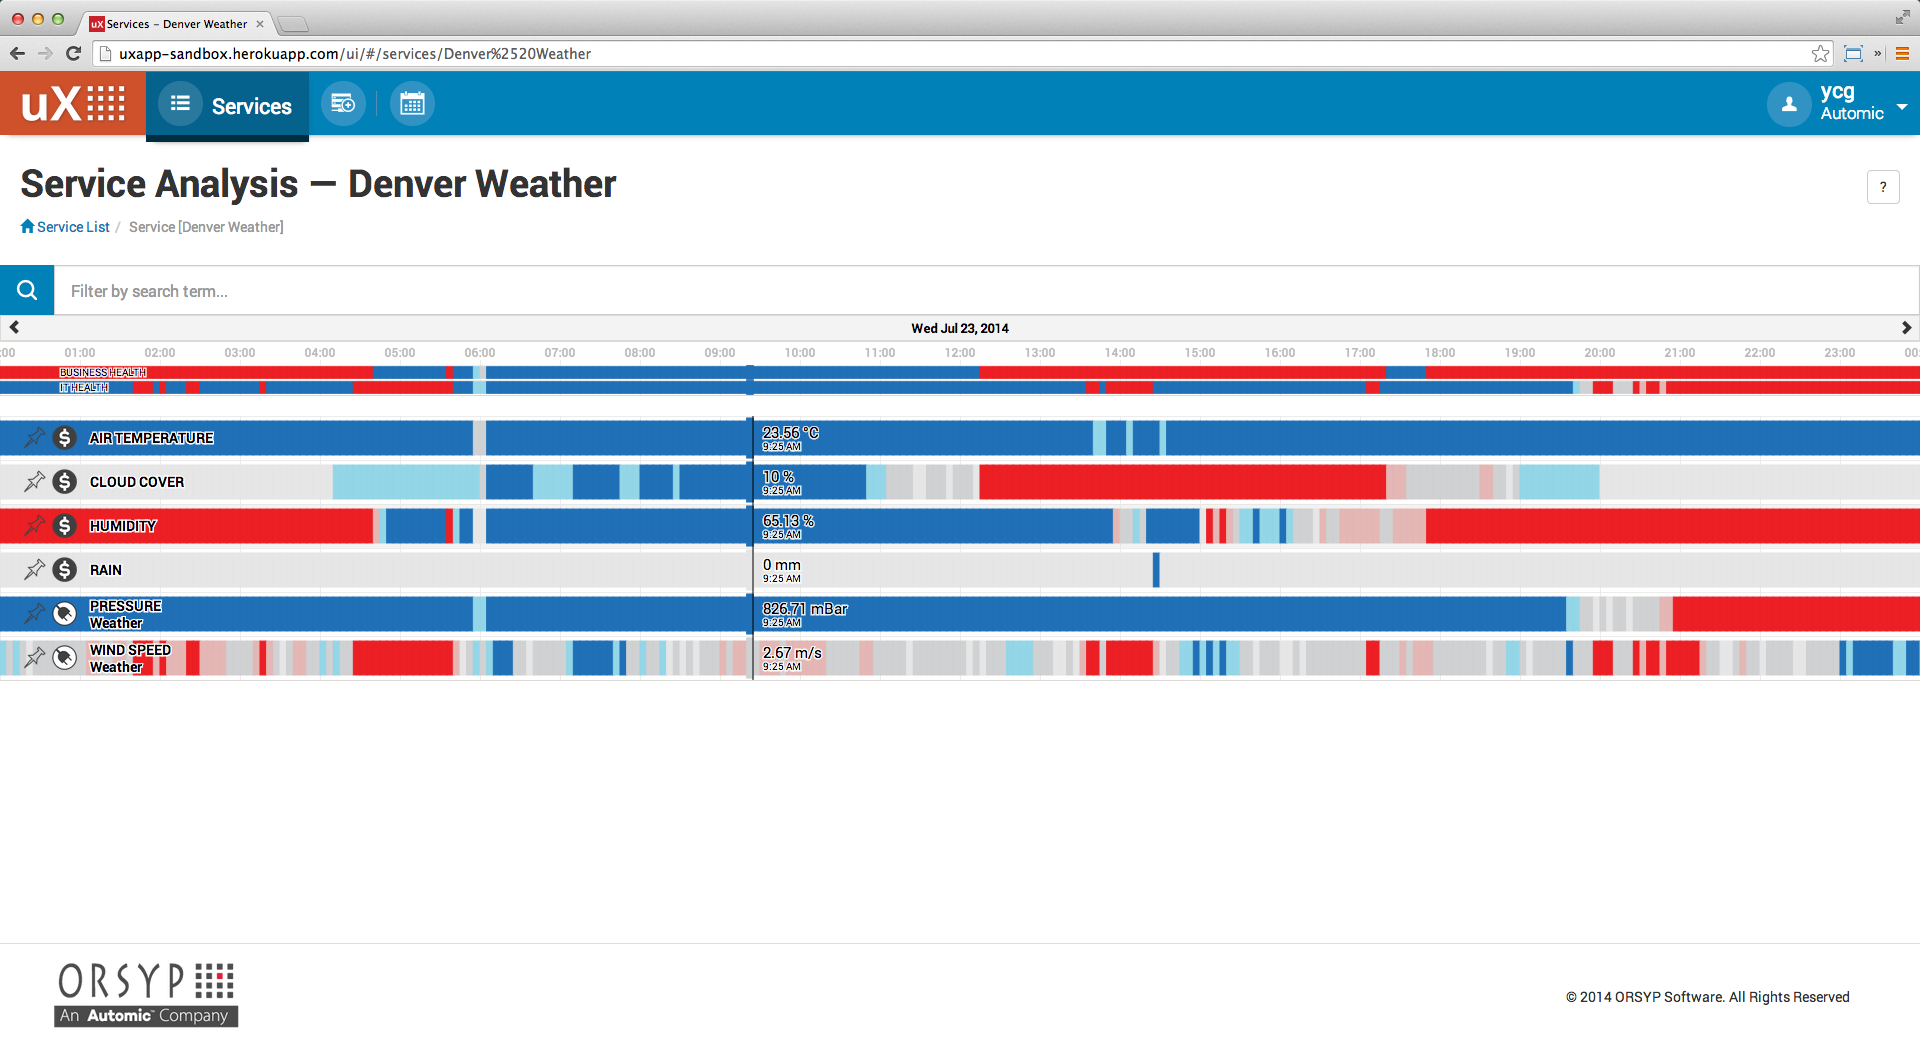 uX Services - Denver Weather ×
uxapp-sandbox.herokuapp.com/ui/#/services/Denver%2520Weather
»
uX
Services
ycg
Automic
Service Analysis — Denver Weather
?
Service List / Service [Denver Weather]
Filter by search term...
Wed Jul 23, 2014
:00 01:00 02:00 03:00 04:00 05:00 06:00 07:00 08:00 09:00 10:00 11:00 12:00 13:00 14:00 15:00 16:00 17:00 18:00 19:00 20:00 21:00 22:00 23:00 00:
BUSINESS HEALTH
IT HEALTH
$ AIR TEMPERATURE
23.56 °C
9:25 AM
$ CLOUD COVER
10 %
9:25 AM
$ HUMIDITY
65.13 %
9:25 AM
$ RAIN
0 mm
9:25 AM
PRESSURE
Weather
826.71 mBar
9:25 AM
WIND SPEED
Weather
2.67 m/s
9:25 AM
ORSYP
An Automic™ Company
© 2014 ORSYP Software. All Rights Reserved